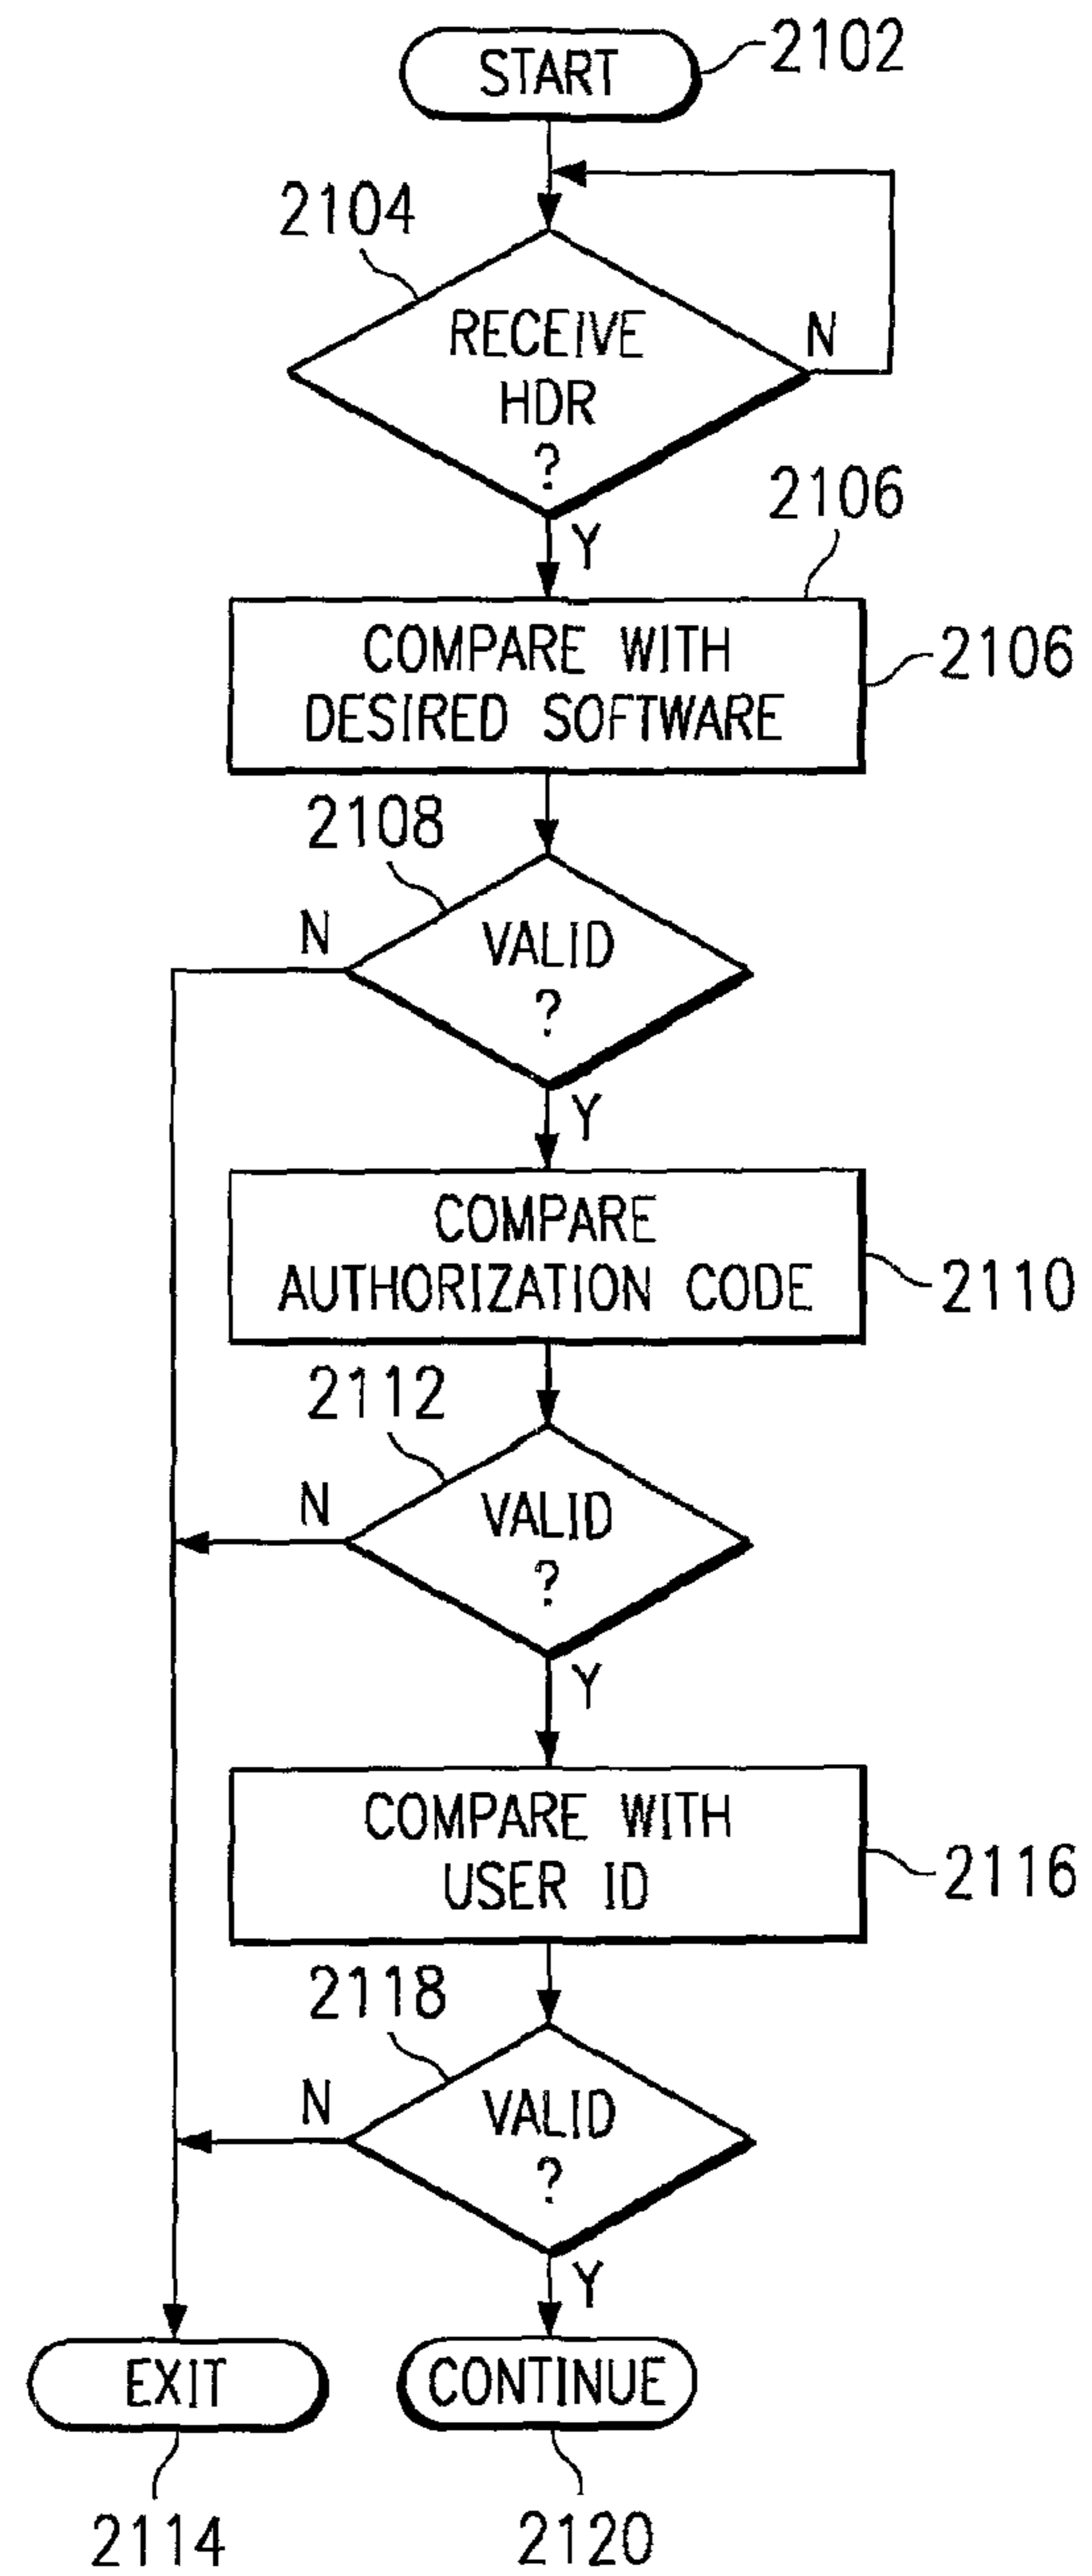 START
2102
2104
RECEIVE
HDR
?
N
Y
2106
COMPARE WITH
DESIRED SOFTWARE
2106
2108
N
VALID
?
Y
COMPARE
AUTHORIZATION CODE
2110
2112
N
VALID
?
Y
COMPARE WITH
USER ID
2116
2118
N
VALID
?
Y
EXIT
CONTINUE
2114
2120